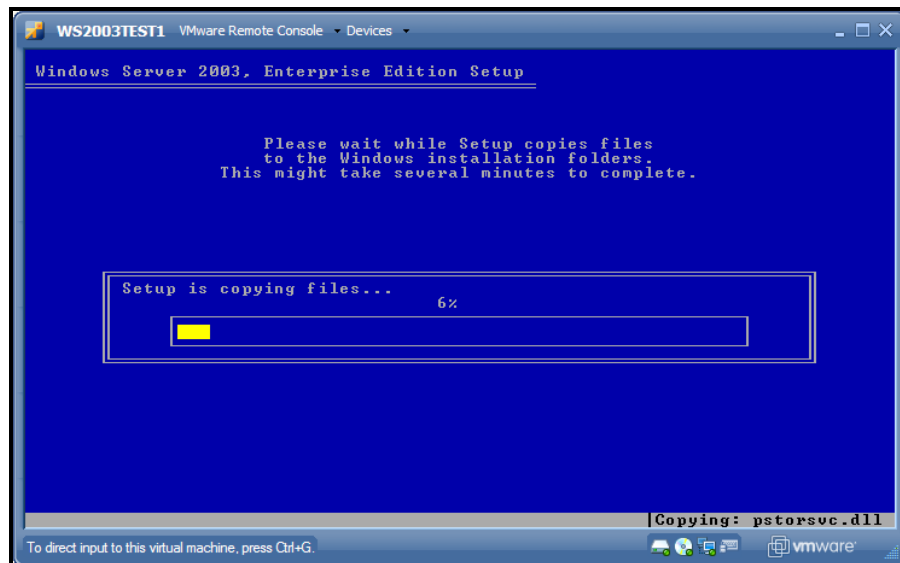 WS2003TEST1 VMware Remote Console Devices
Windows Server 2003, Enterprise Edition Setup
Please wait while Setup copies files
to the Windows installation folders.
This might take several minutes to complete.
Setup is copying files...
6%
Copying: pstorsvc.dll
To direct input to this virtual machine, press Ctrl+G.
vmware